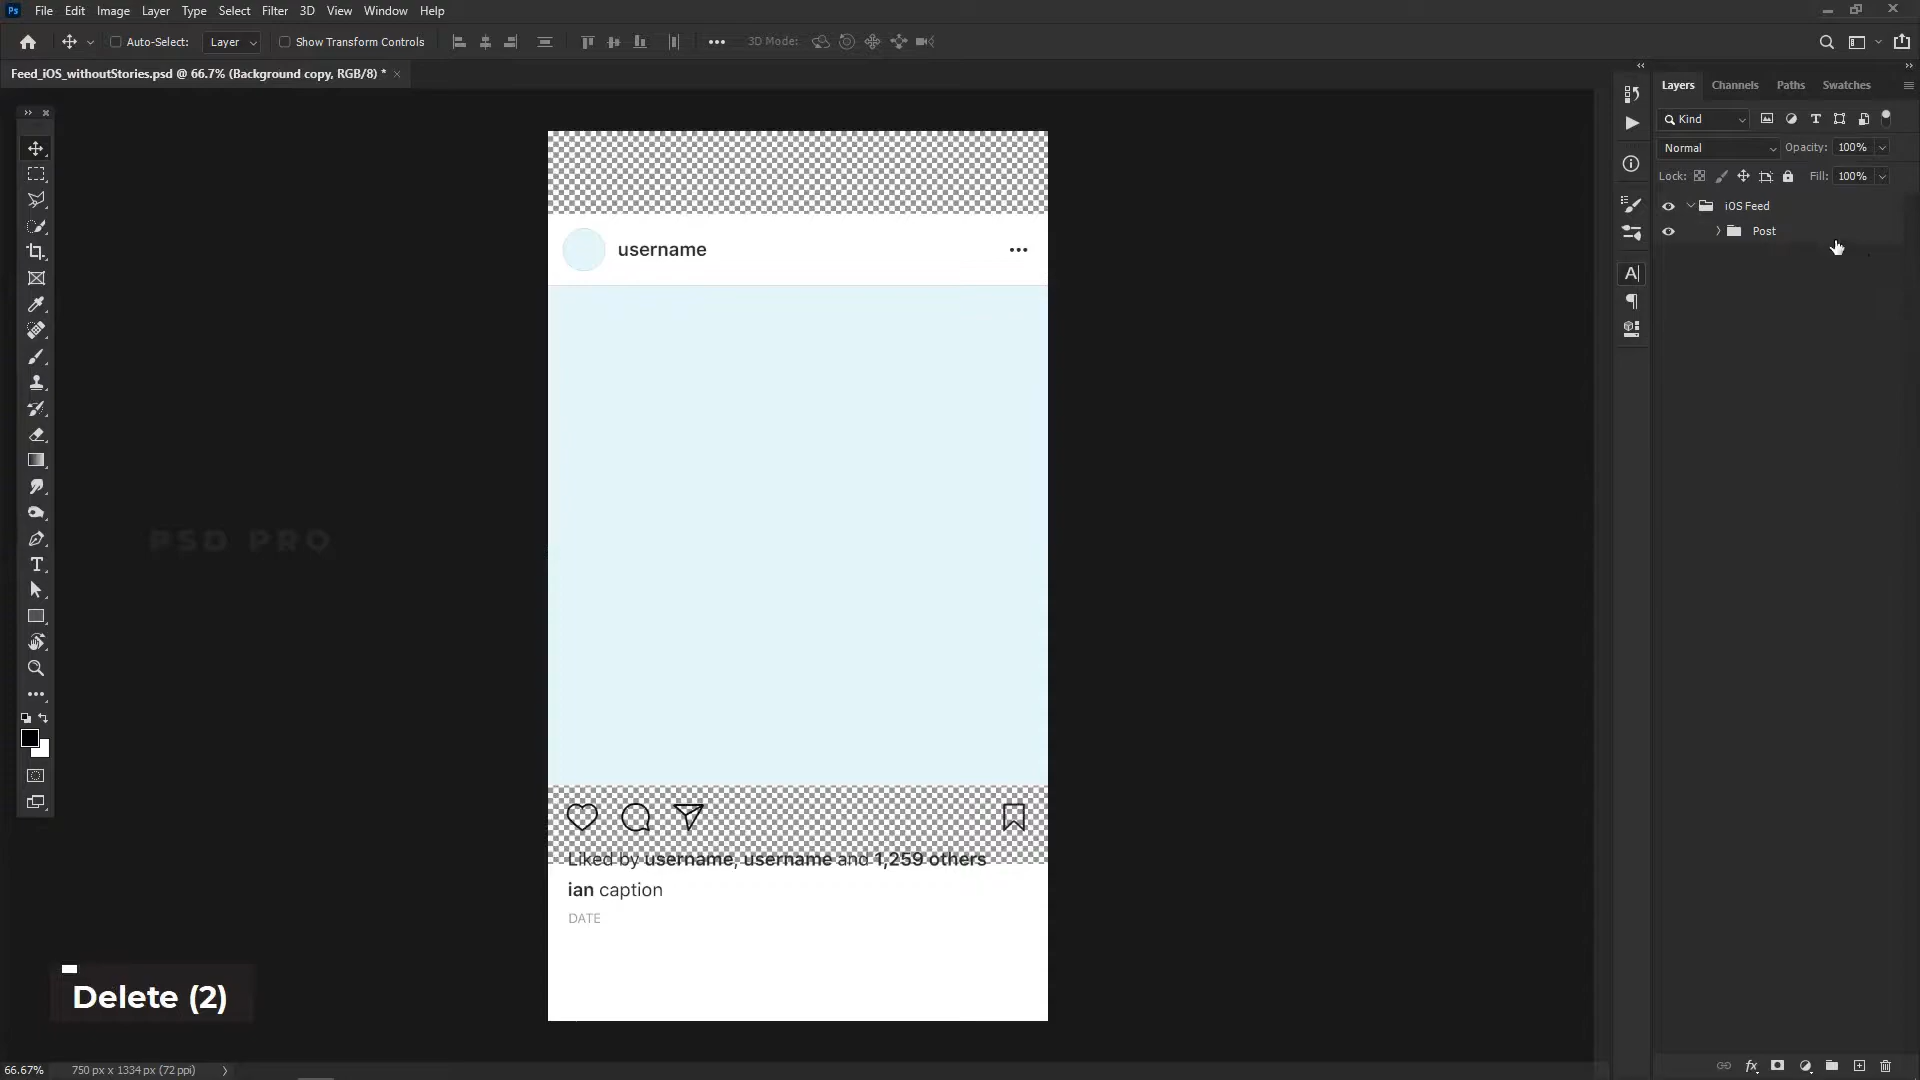 Ps File Edit Image Layer Type Select Filter 3D View Window Help
Auto-Select: Layer Show Transform Controls 3D Mode:
Feed_iOS_withoutStories.psd @ 66.7% (Background copy, RGB/8) * ×
Layers Channels Paths Swatches
Kind
Normal Opacity: 100%
Lock: Fill: 100%
iOS Feed
Post
username
PSD PRO
Liked by username, username and 1,259 others
ian caption
DATE
Delete (2)
66.67% 750 px x 1334 px (72 ppi)